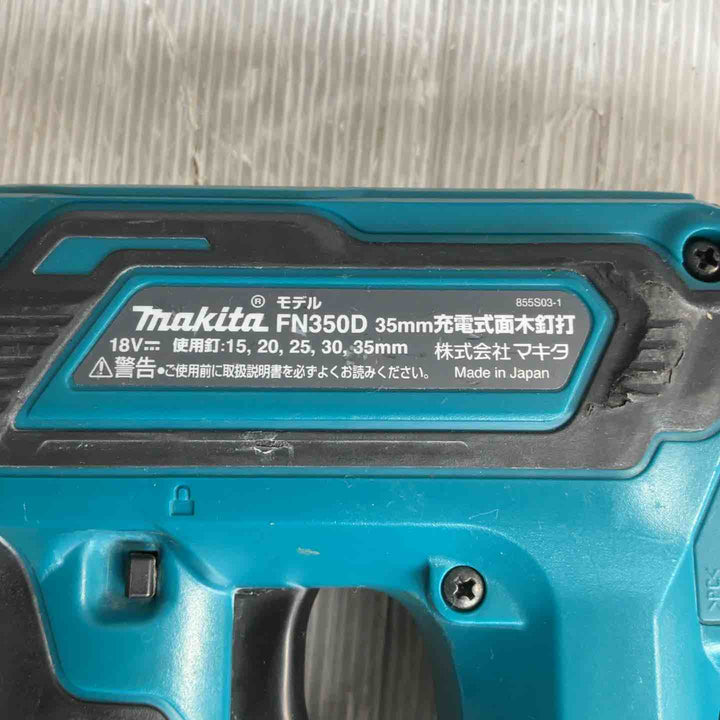 855S03-1
makita® モデル FN350D 35mm充電式面木釘打
18V⎓ 使用釘:15, 20, 25, 30, 35mm 株式会社マキタ
⚠警告●ご使用前に取扱説明書を必ずよくお読みください。 Made in Japan